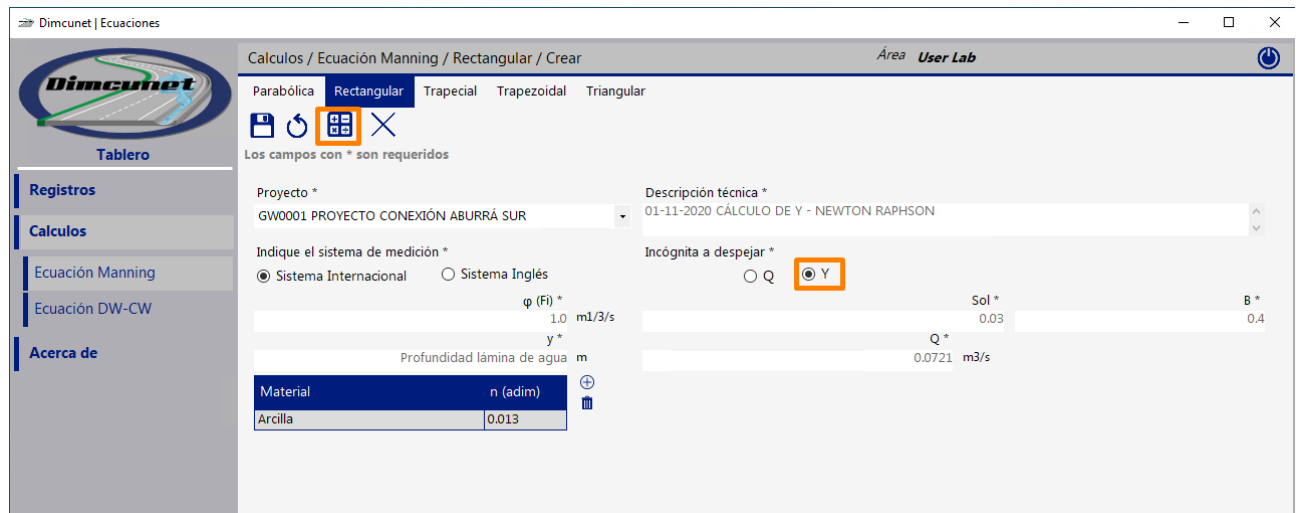 Dimcunet | Ecuaciones
Dimcunet
Tablero
Registros
Calculos
Ecuación Manning
Ecuación DW-CW
Acerca de
Calculos / Ecuación Manning / Rectangular / Crear
Área User Lab
Parabólica Rectangular Trapecial Trapezoidal Triangular
Los campos con * son requeridos
Proyecto *
GW0001 PROYECTO CONEXIÓN ABURRÁ SUR
Descripción técnica *
01-11-2020 CÁLCULO DE Y - NEWTON RAPHSON
Indique el sistema de medición *
Sistema Internacional Sistema Inglés
Incógnita a despejar *
Q Y
φ (Fi) *
1.0 m1/3/s
Sol *
0.03
B *
0.4
y *
Profundidad lámina de agua m
Q *
0.0721 m3/s
Material n (adim)
Arcilla 0.013